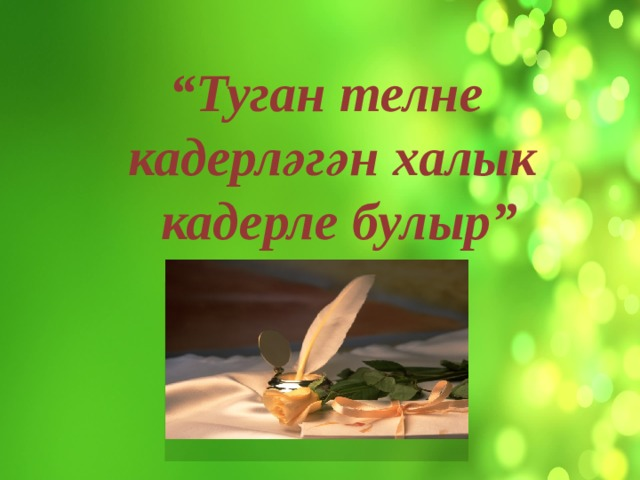 “Туган телне
кадерләгән халык
кадерле булыр”